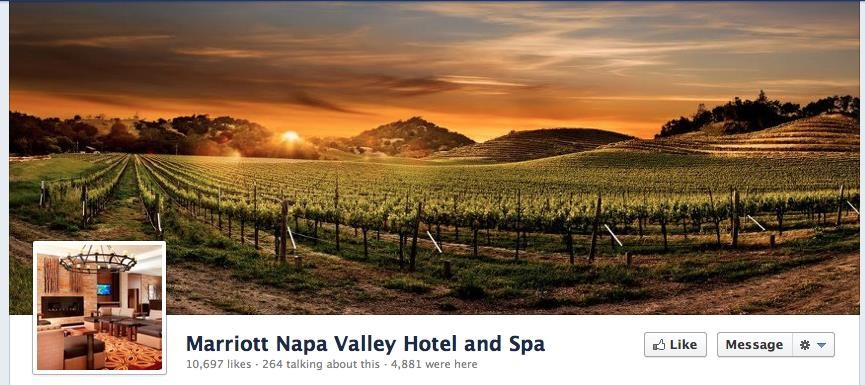 Marriott Napa Valley Hotel and Spa
Like
Message
10,697 likes · 264 talking about this · 4,881 were here